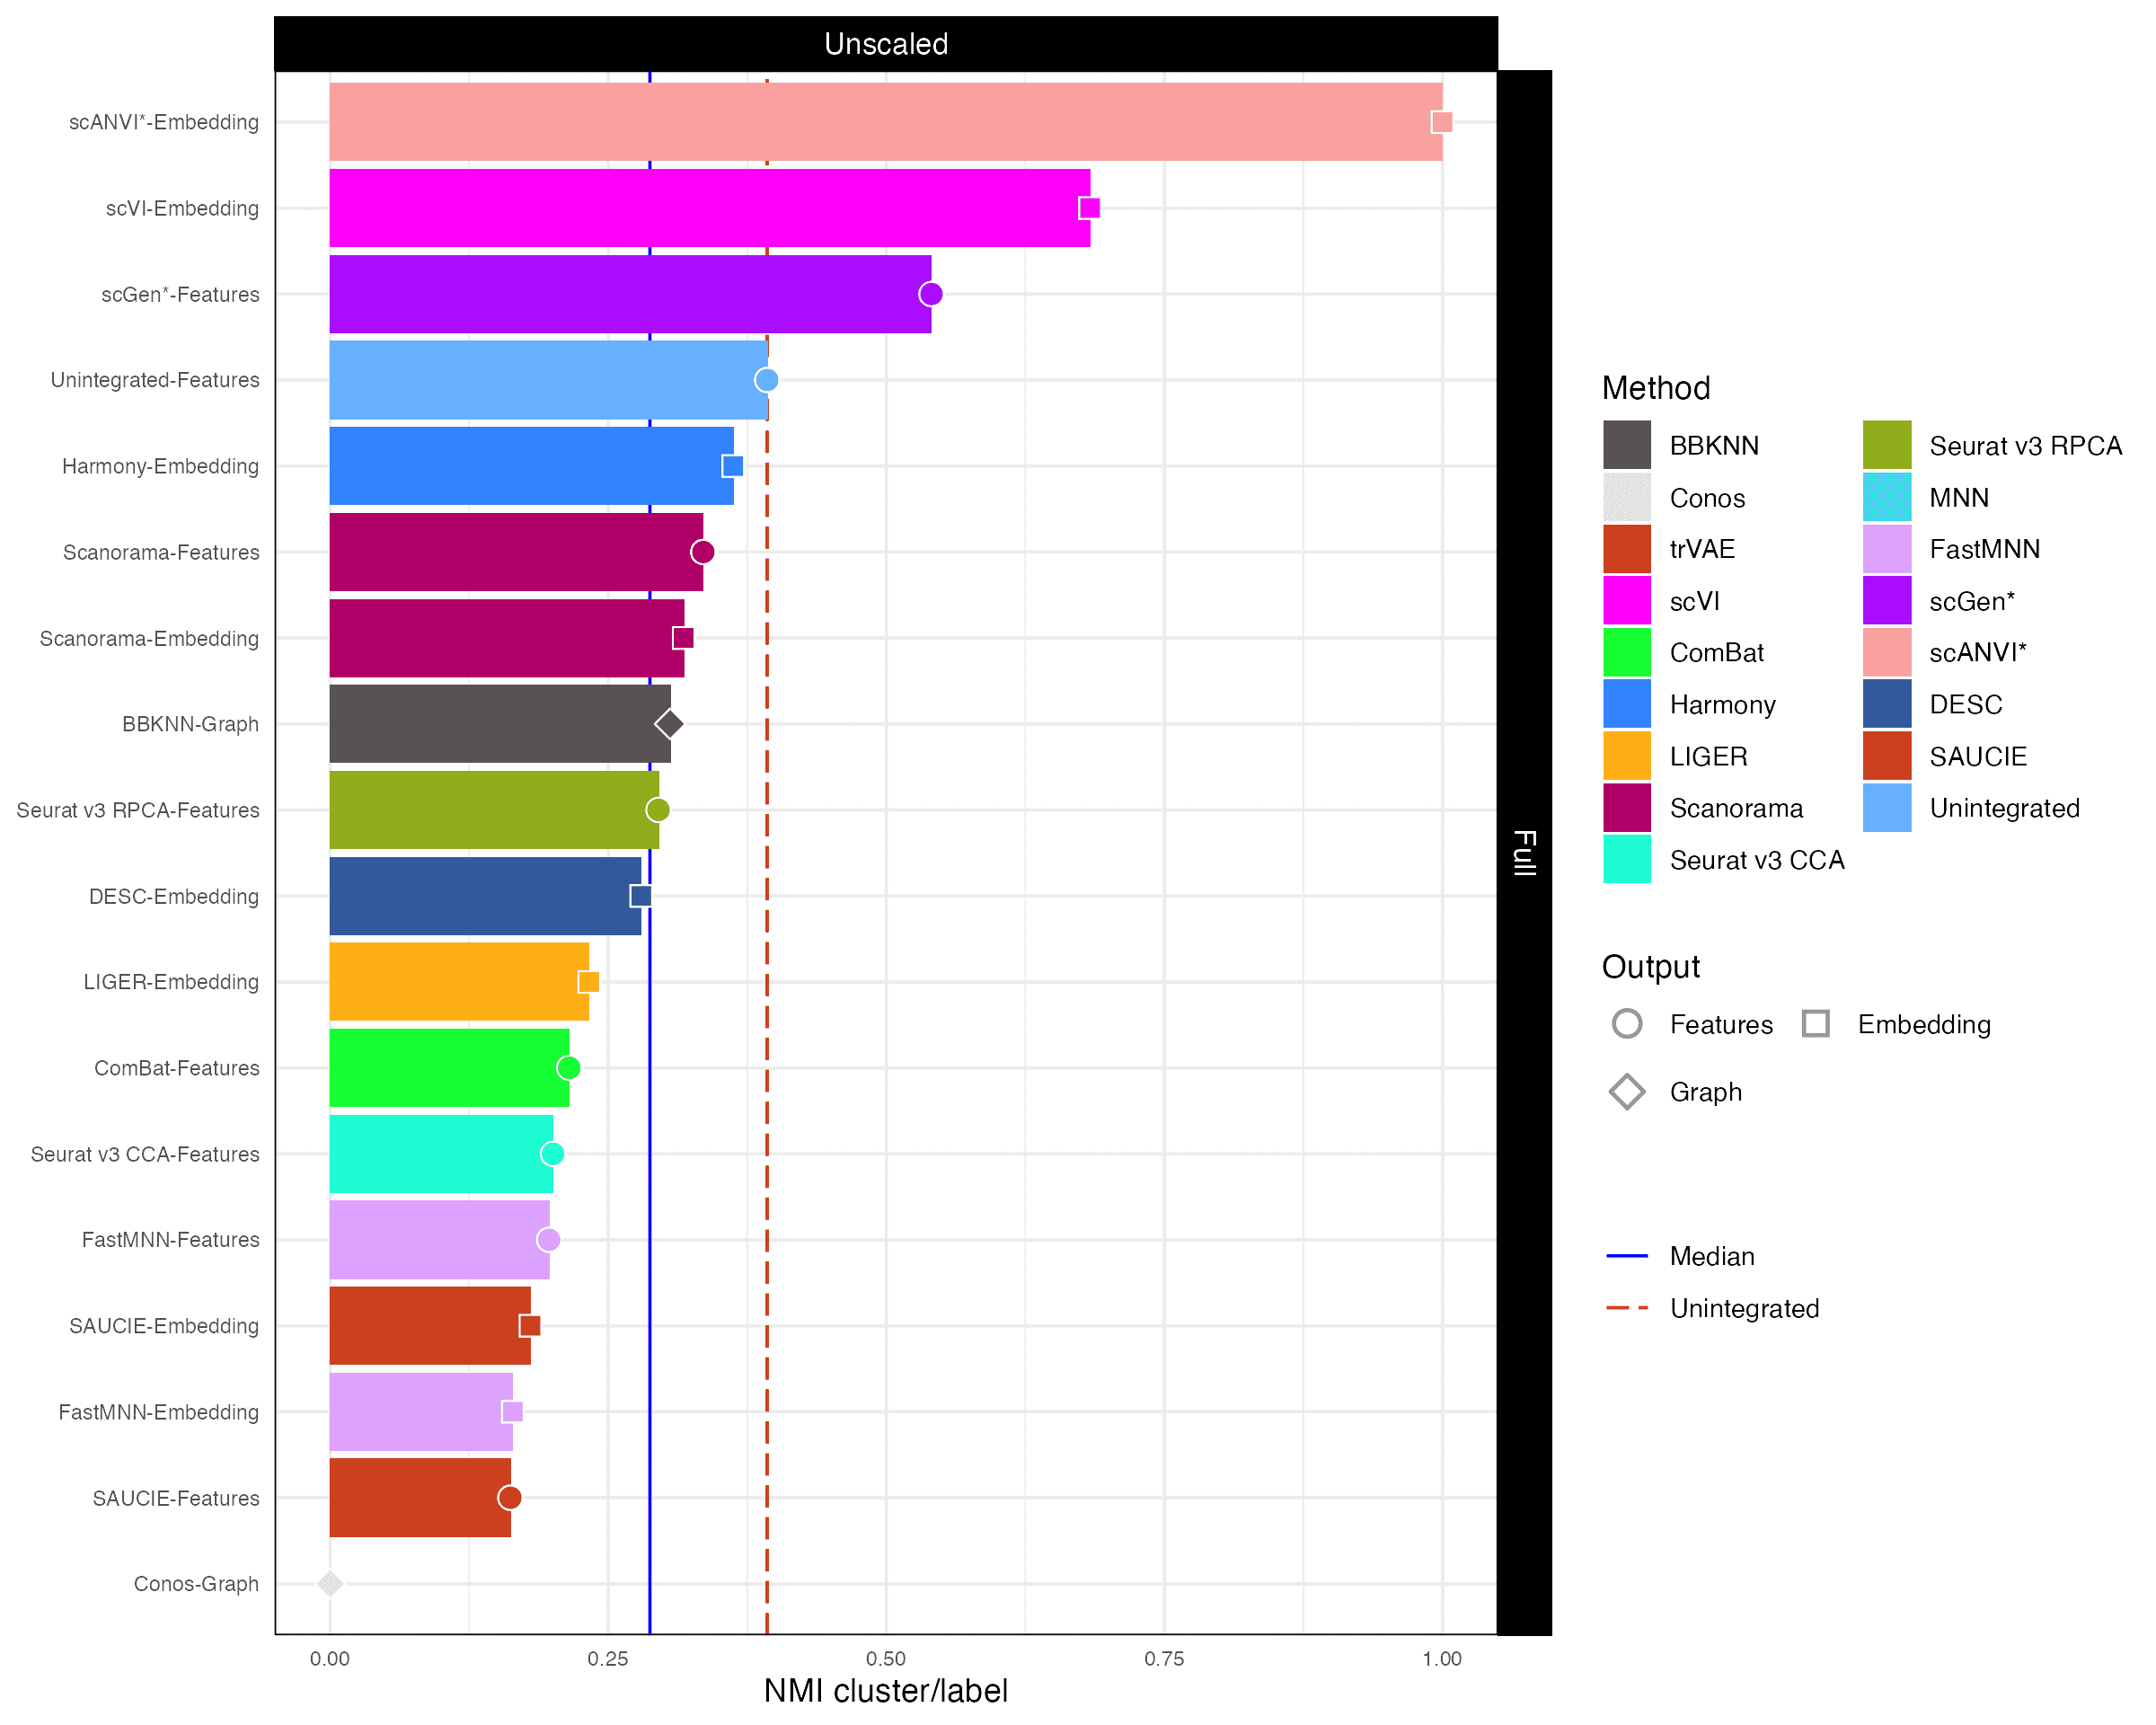 Unscaled
scANVI*-Embedding
scVI-Embedding
scGen*-Features
Unintegrated-Features
Harmony-Embedding
Scanorama-Features
Scanorama-Embedding
BBKNN-Graph
Seurat v3 RPCA-Features
DESC-Embedding
LIGER-Embedding
ComBat-Features
Seurat v3 CCA-Features
FastMNN-Features
SAUCIE-Embedding
FastMNN-Embedding
SAUCIE-Features
Conos-Graph
0.00 0.25 0.50 0.75 1.00
NMI cluster/label
Full
Method
BBKNN Seurat v3 RPCA
Conos MNN
trVAE FastMNN
scVI scGen*
ComBat scANVI*
Harmony DESC
LIGER SAUCIE
Scanorama Unintegrated
Seurat v3 CCA
Output
Features Embedding
Graph
Median
Unintegrated